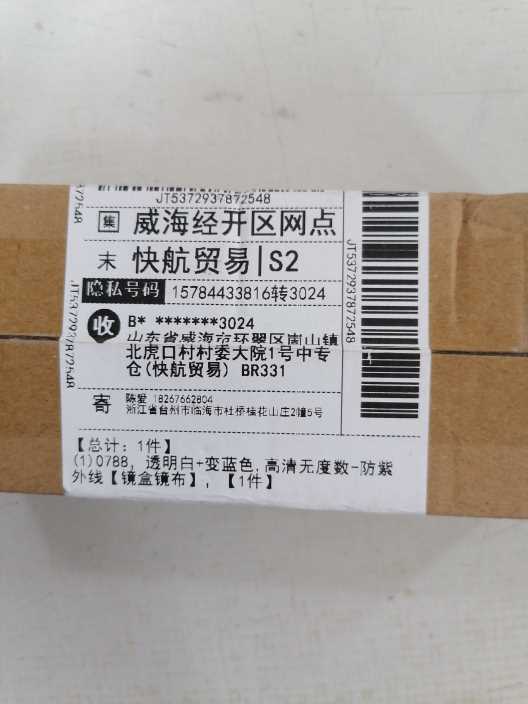 JT5372937872548
集 威海经开区网点
末 快航贸易|S2
隐私号码 15784433816转3024
收 B* *******3024
山东省威海市环翠区崮山镇
北虎口村村委大院1号中专
仓(快航贸易) BR331
寄 陈爱 18267662804
浙江省台州市临海市杜桥桂花山庄2幢5号
【总计：1件】
(1)0788, 透明白+变蓝色,高清无度数-防紫
外线【镜盒镜布】, 【1件】
JT5372937872548
JT5372937872548